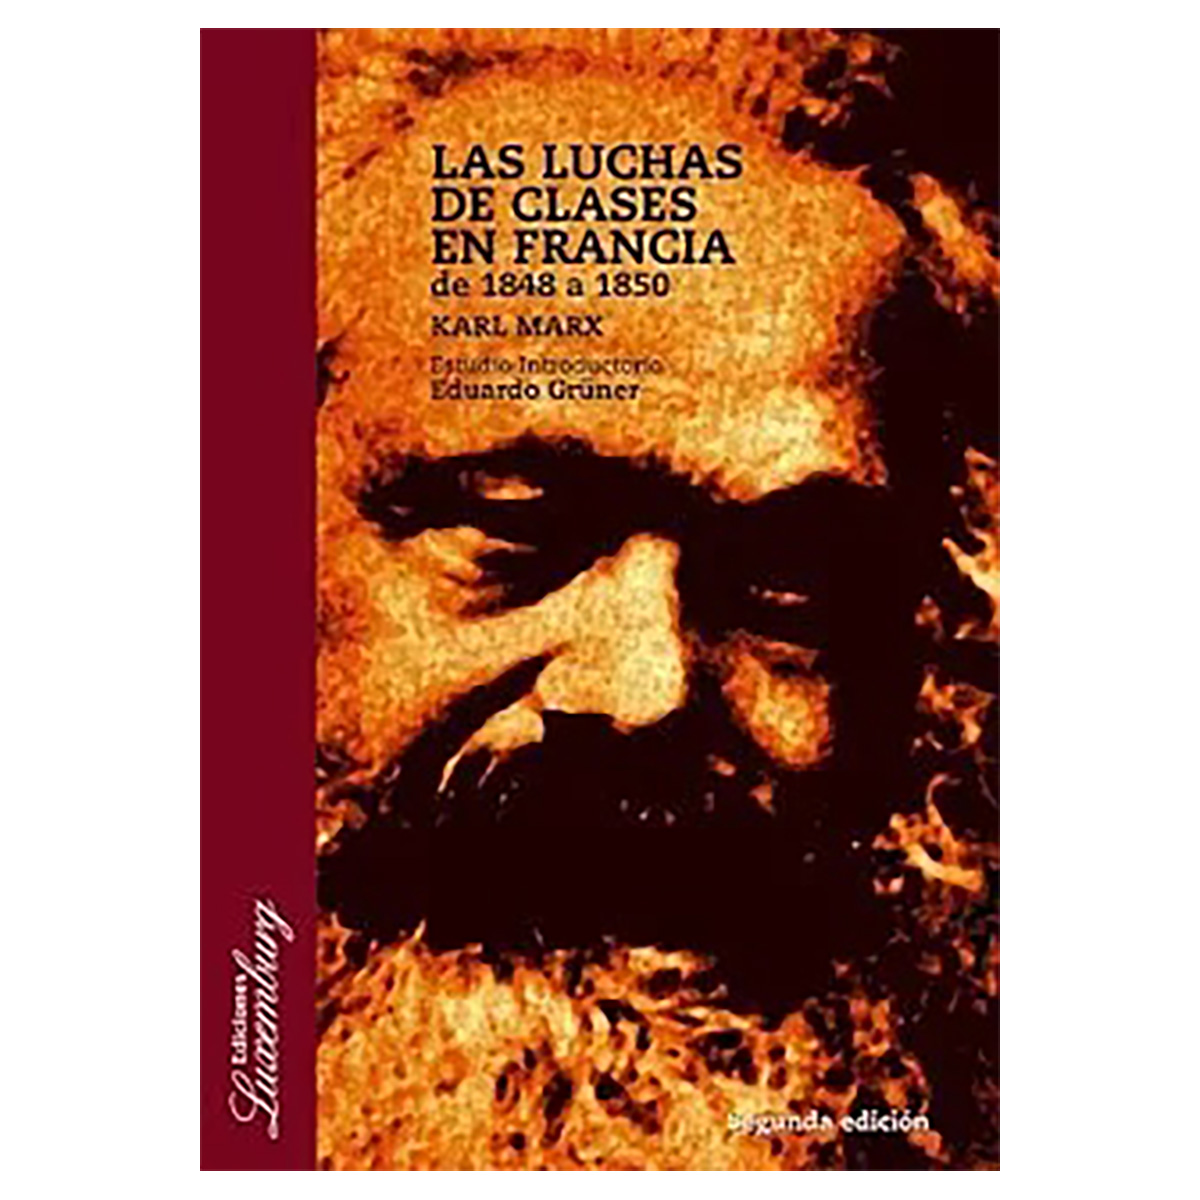 LAS LUCHAS
DE CLASES
EN FRANCIA
de 1848 a 1850
KARL MARX
Estudio Introductorio
Eduardo Grüner
Ediciones
Luxemburg
Segunda edición